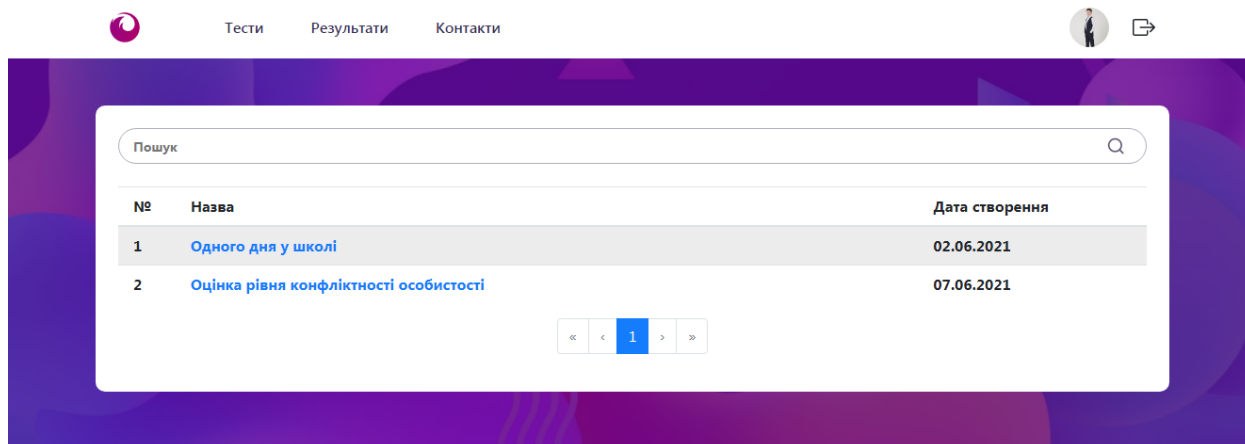 Тести Результати Контакти
Пошук
№ Назва Дата створення
1 Одного дня у школі 02.06.2021
2 Оцінка рівня конфліктності особистості 07.06.2021
« ‹ 1 › »